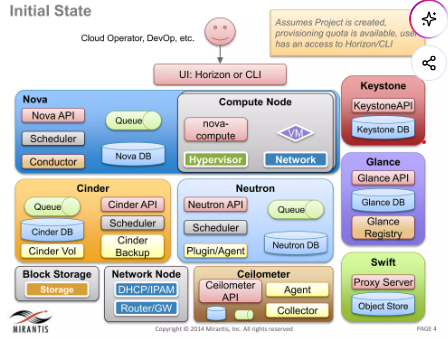 Initial State
Assumes Project is created,
provisioning quota is available, user
has an access to Horizon/CLI
Cloud Operator, DevOp, etc.
UI: Horizon or CLI
Nova
Nova API
Scheduler
Conductor
Queue
Nova DB
Compute Node
nova-
compute
VM
Hypervisor
Network
Keystone
KeystoneAPI
Keystone DB
Cinder
Queue
Cinder DB
Cinder Vol
Cinder API
Scheduler
Cinder
Backup
Neutron
Neutron API
Scheduler
Plugin/Agent
Queue
Neutron DB
Glance
Glance API
Glance DB
Glance
Registry
Block Storage
Storage
Network Node
DHCP/IPAM
Router/GW
Ceilometer
Ceilometer
API
Agent
Collector
Swift
Proxy Server
Object Store
MIRANTIS
Copyright © 2014 Mirantis, Inc. All rights reserved
PAGE 4